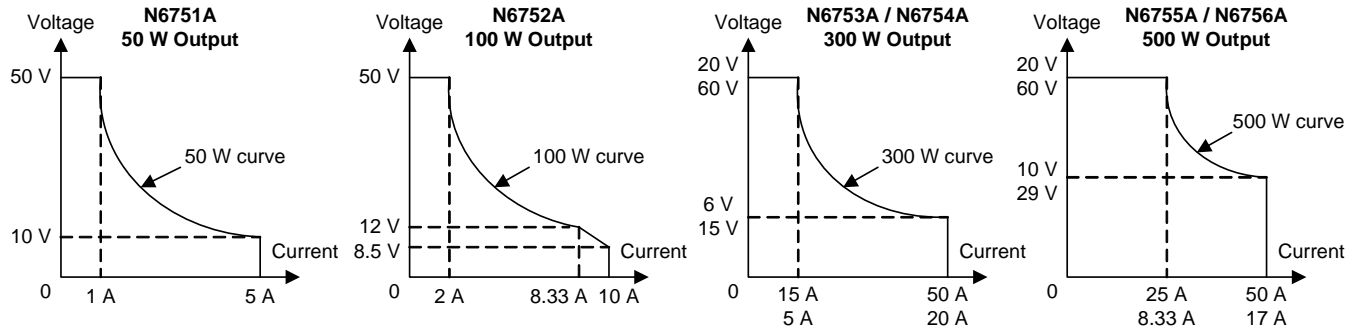 N6751A
50 W Output
Voltage
50 V
50 W curve
10 V
Current
0
1 A
5 A
N6752A
100 W Output
Voltage
50 V
100 W curve
12 V
8.5 V
Current
0
2 A
8.33 A
10 A
N6753A / N6754A
300 W Output
Voltage
20 V
60 V
300 W curve
6 V
15 V
Current
0
15 A
5 A
50 A
20 A
N6755A / N6756A
500 W Output
Voltage
20 V
60 V
500 W curve
10 V
29 V
Current
0
25 A
8.33 A
50 A
17 A